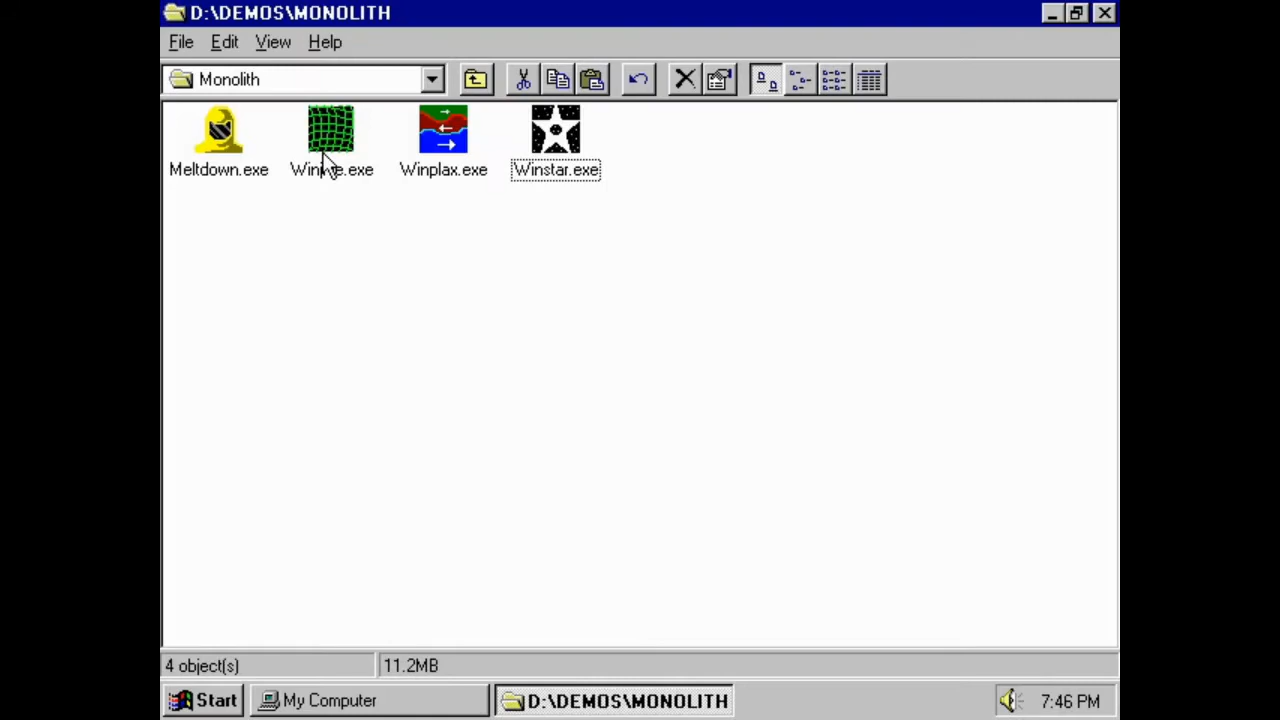 D:\DEMOS\MONOLITH
File Edit View Help
Monolith
Meltdown.exe Winplax.exe Winstar.exe
4 object(s) 11.2MB
Start My Computer D:\DEMOS\MONOLITH 7:46 PM